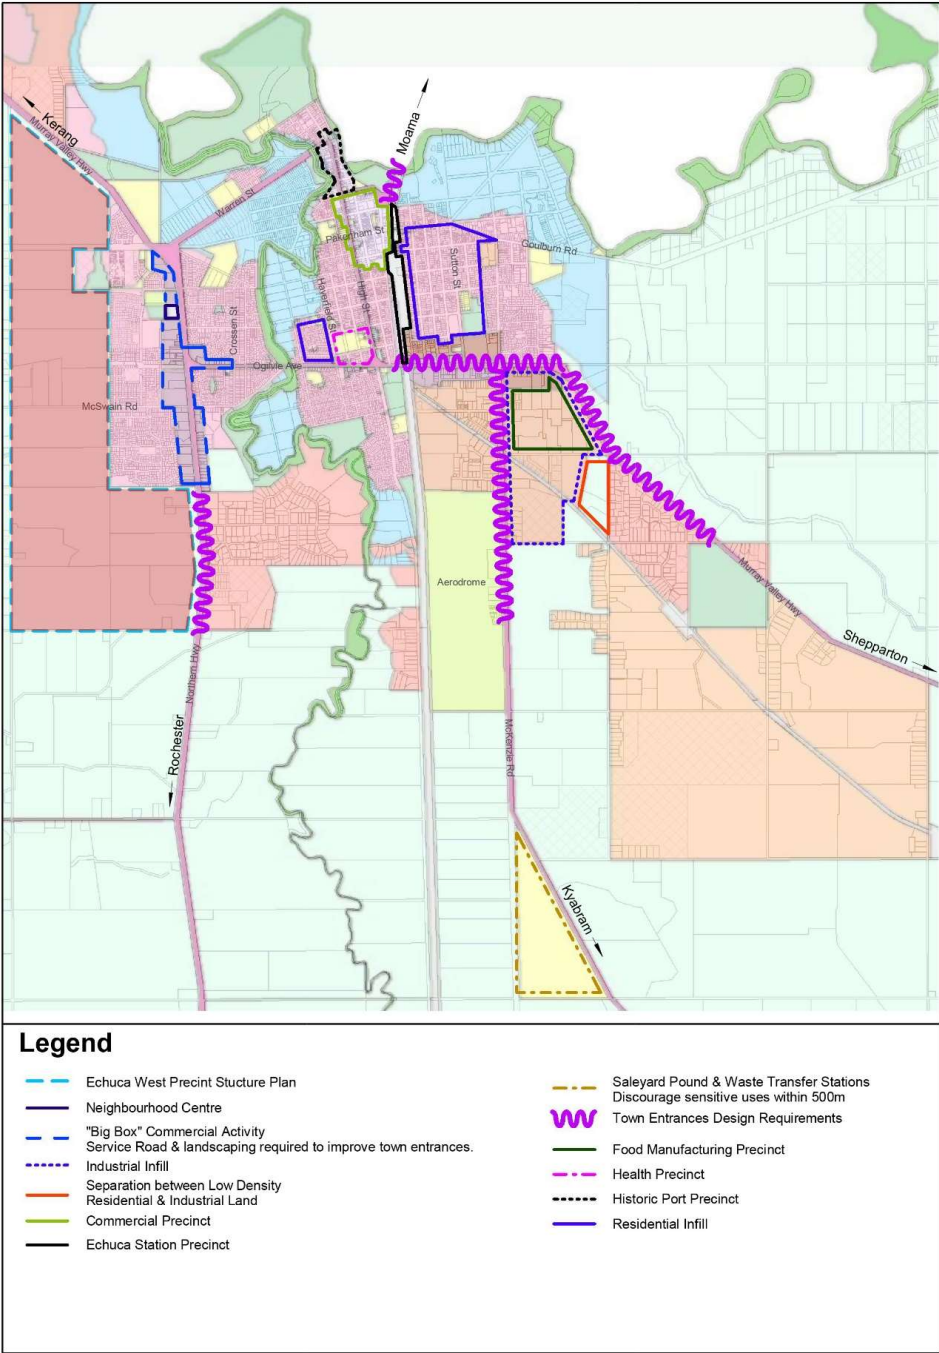 Moama
Kerang
Murray Valley Hwy
Warren St
Pakenham St
Goulburn Rd
Sutton St
High St
Haverfield St
Crossen St
Ogilvie Ave
McSwain Rd
Aerodrome
Murray Valley Hwy
Shepparton
Northern Hwy
Rochester
McKenzie Rd
Kyabram
Legend
Echuca West Precint Stucture Plan
Neighbourhood Centre
"Big Box" Commercial Activity
Service Road & landscaping required to improve town entrances.
Industrial Infill
Separation between Low Density
Residential & Industrial Land
Commercial Precinct
Echuca Station Precinct
Saleyard Pound & Waste Transfer Stations
Discourage sensitive uses within 500m
Town Entrances Design Requirements
Food Manufacturing Precinct
Health Precinct
Historic Port Precinct
Residential Infill